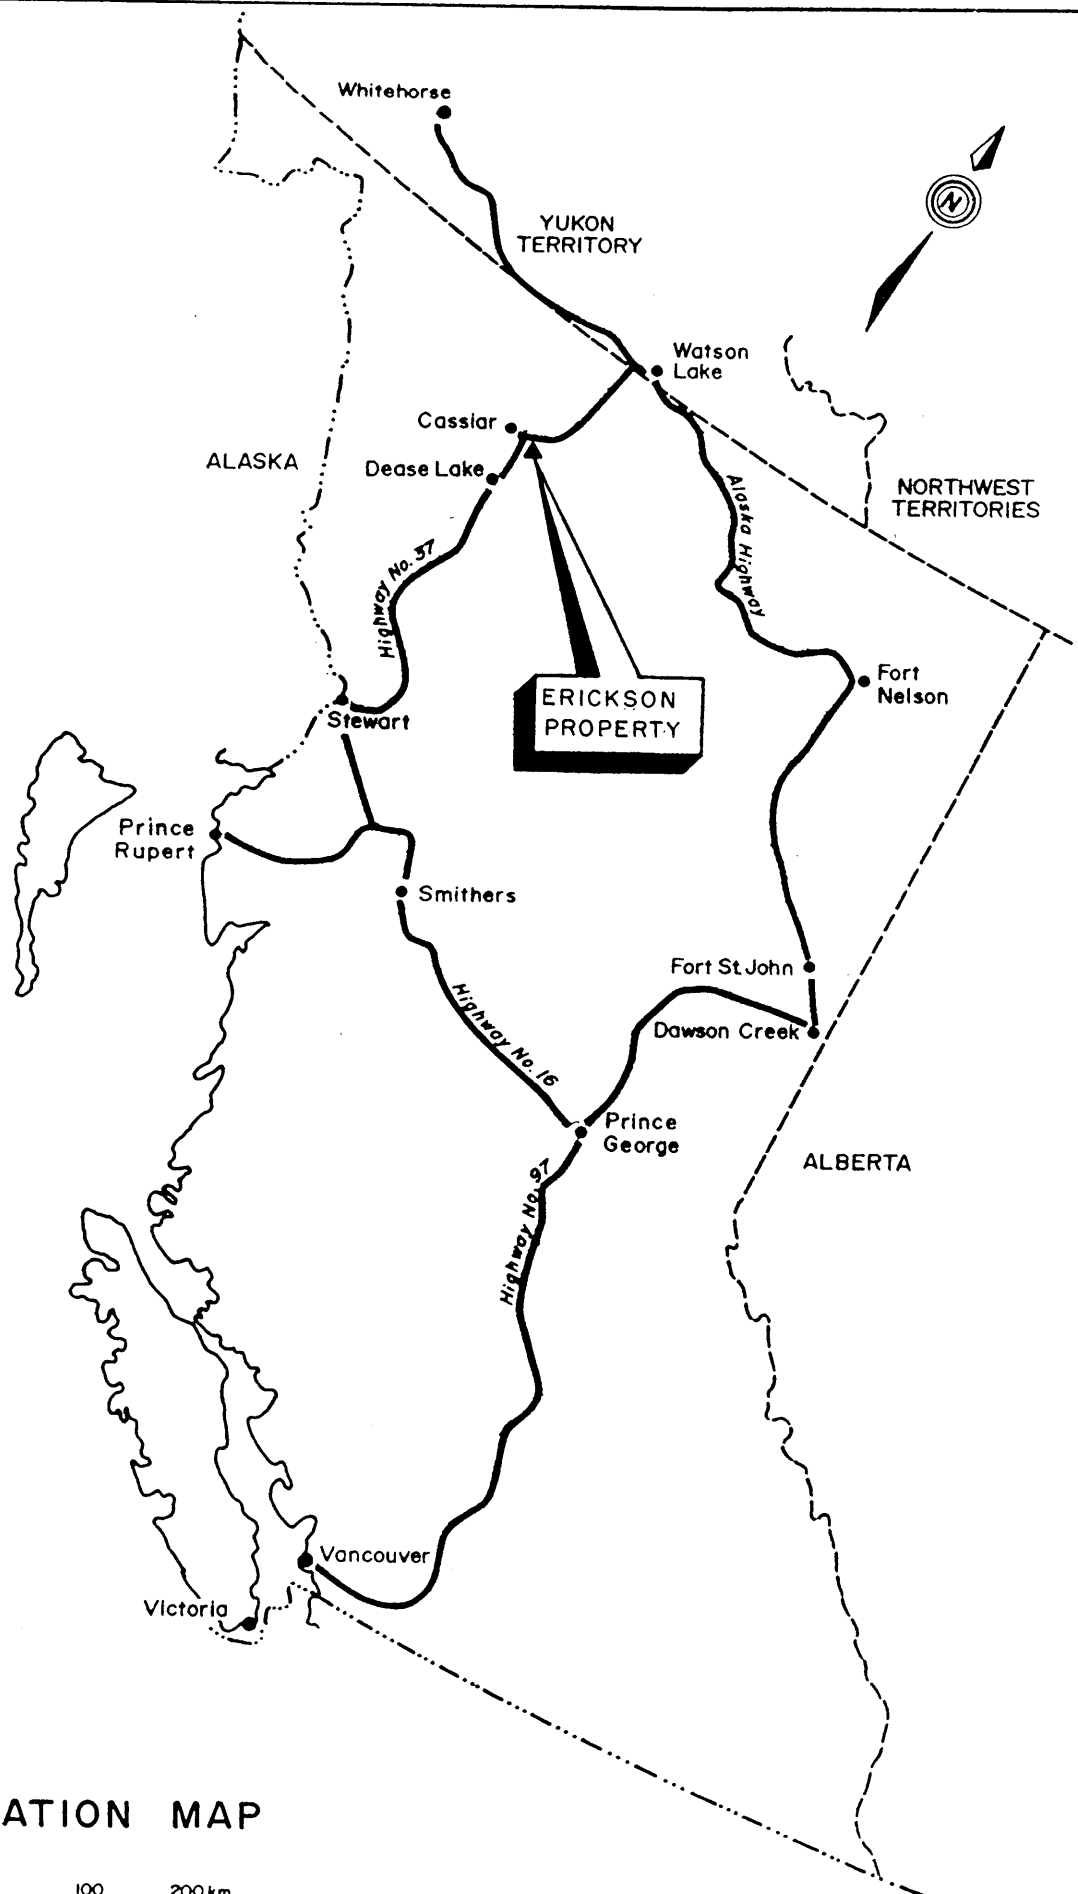 Whitehorse
N
YUKON
TERRITORY
Watson
Lake
Cassiar
ALASKA
Dease Lake
NORTHWEST
TERRITORIES
Alaska Highway
Highway No. 37
Fort
Nelson
ERICKSON
PROPERTY
Stewart
Prince
Rupert
Smithers
Fort St. John
Highway No. 16
Dawson Creek
Prince
George
ALBERTA
Highway No. 97
Vancouver
Victoria
ATION MAP
100 200 km